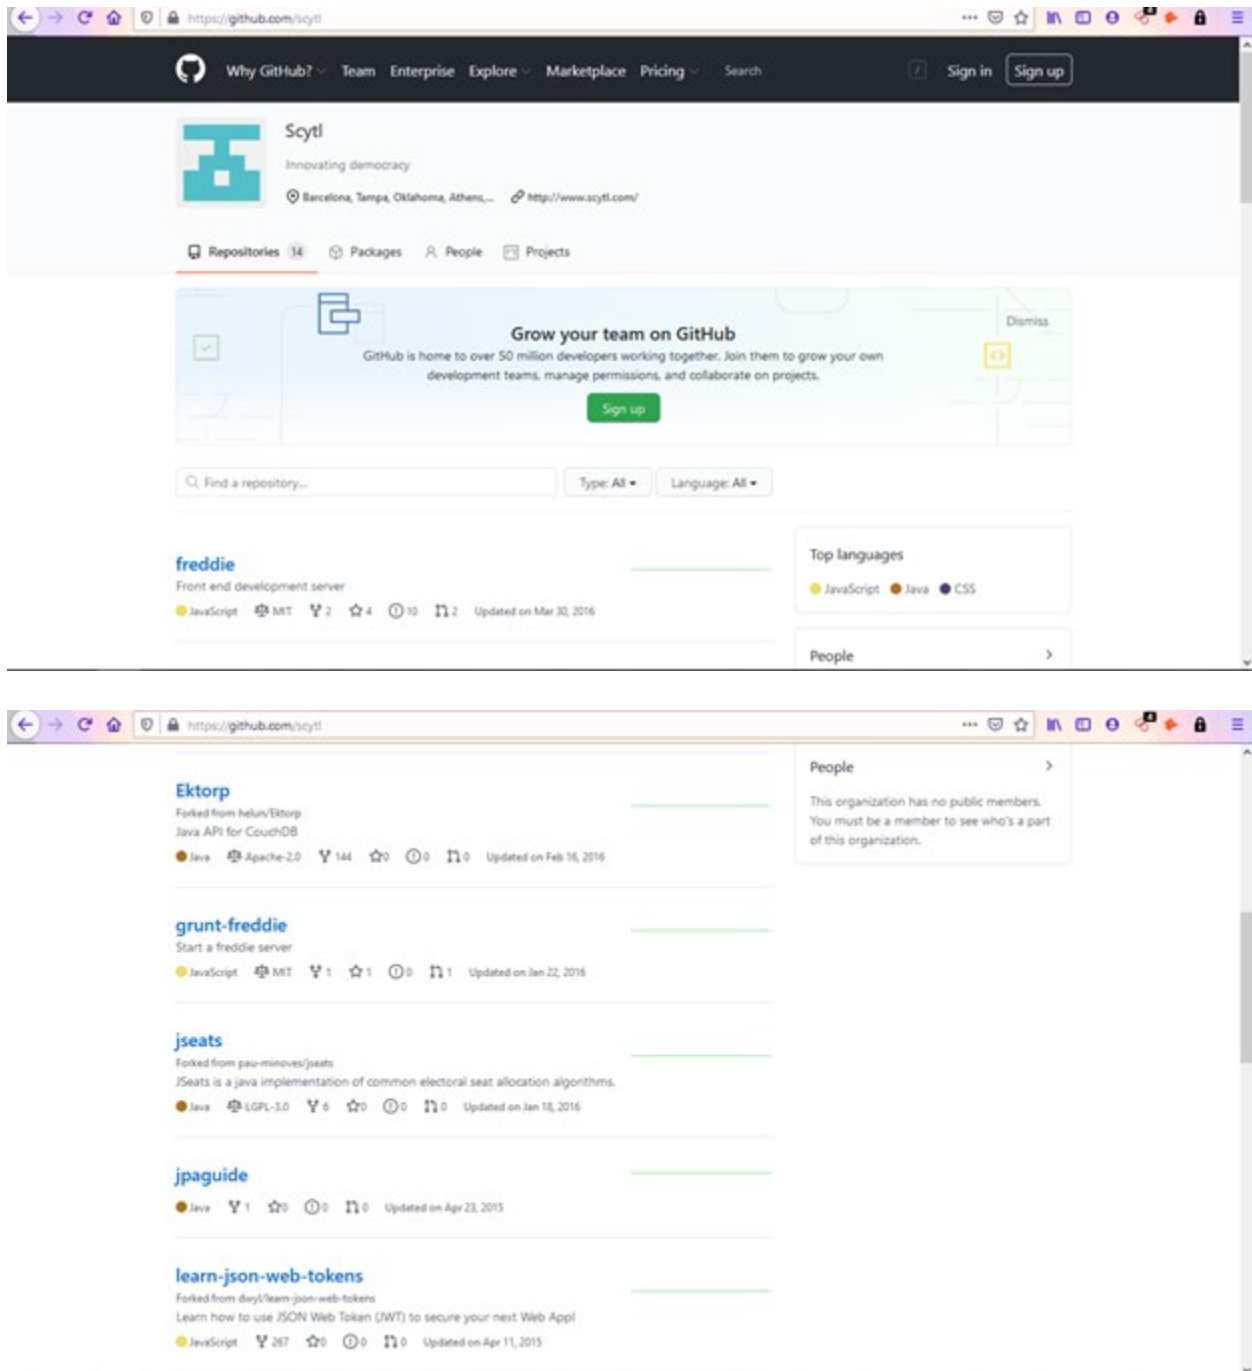 https://github.com/scytl
Why GitHub? Team Enterprise Explore Marketplace Pricing Search / Sign in Sign up
Scytl
Innovating democracy
Barcelona, Tampa, Oklahoma, Athens,... http://www.scytl.com/
Repositories 14 Packages People Projects
Grow your team on GitHub
Dismiss
GitHub is home to over 50 million developers working together. Join them to grow your own
development teams, manage permissions, and collaborate on projects.
Sign up
Find a repository... Type: All Language: All
freddie
Front end development server
JavaScript MIT 2 4 10 2 Updated on Mar 30, 2016
Top languages
JavaScript Java CSS
People
https://github.com/scytl
Ektorp
Forked from helun/Ektorp
Java API for CouchDB
Java Apache-2.0 144 0 0 0 Updated on Feb 16, 2016
People
This organization has no public members.
You must be a member to see who's a part
of this organization.
grunt-freddie
Start a freddie server
JavaScript MIT 1 1 0 1 Updated on Jan 22, 2016
jseats
Forked from pau-minoves/jseats
JSeats is a java implementation of common electoral seat allocation algorithms.
Java LGPL-3.0 6 0 0 0 Updated on Jan 18, 2016
jpaguide
Java 1 0 0 0 Updated on Apr 23, 2015
learn-json-web-tokens
Forked from dwyl/learn-json-web-tokens
Learn how to use JSON Web Token (JWT) to secure your next Web App!
JavaScript 267 0 0 0 Updated on Apr 11, 2015